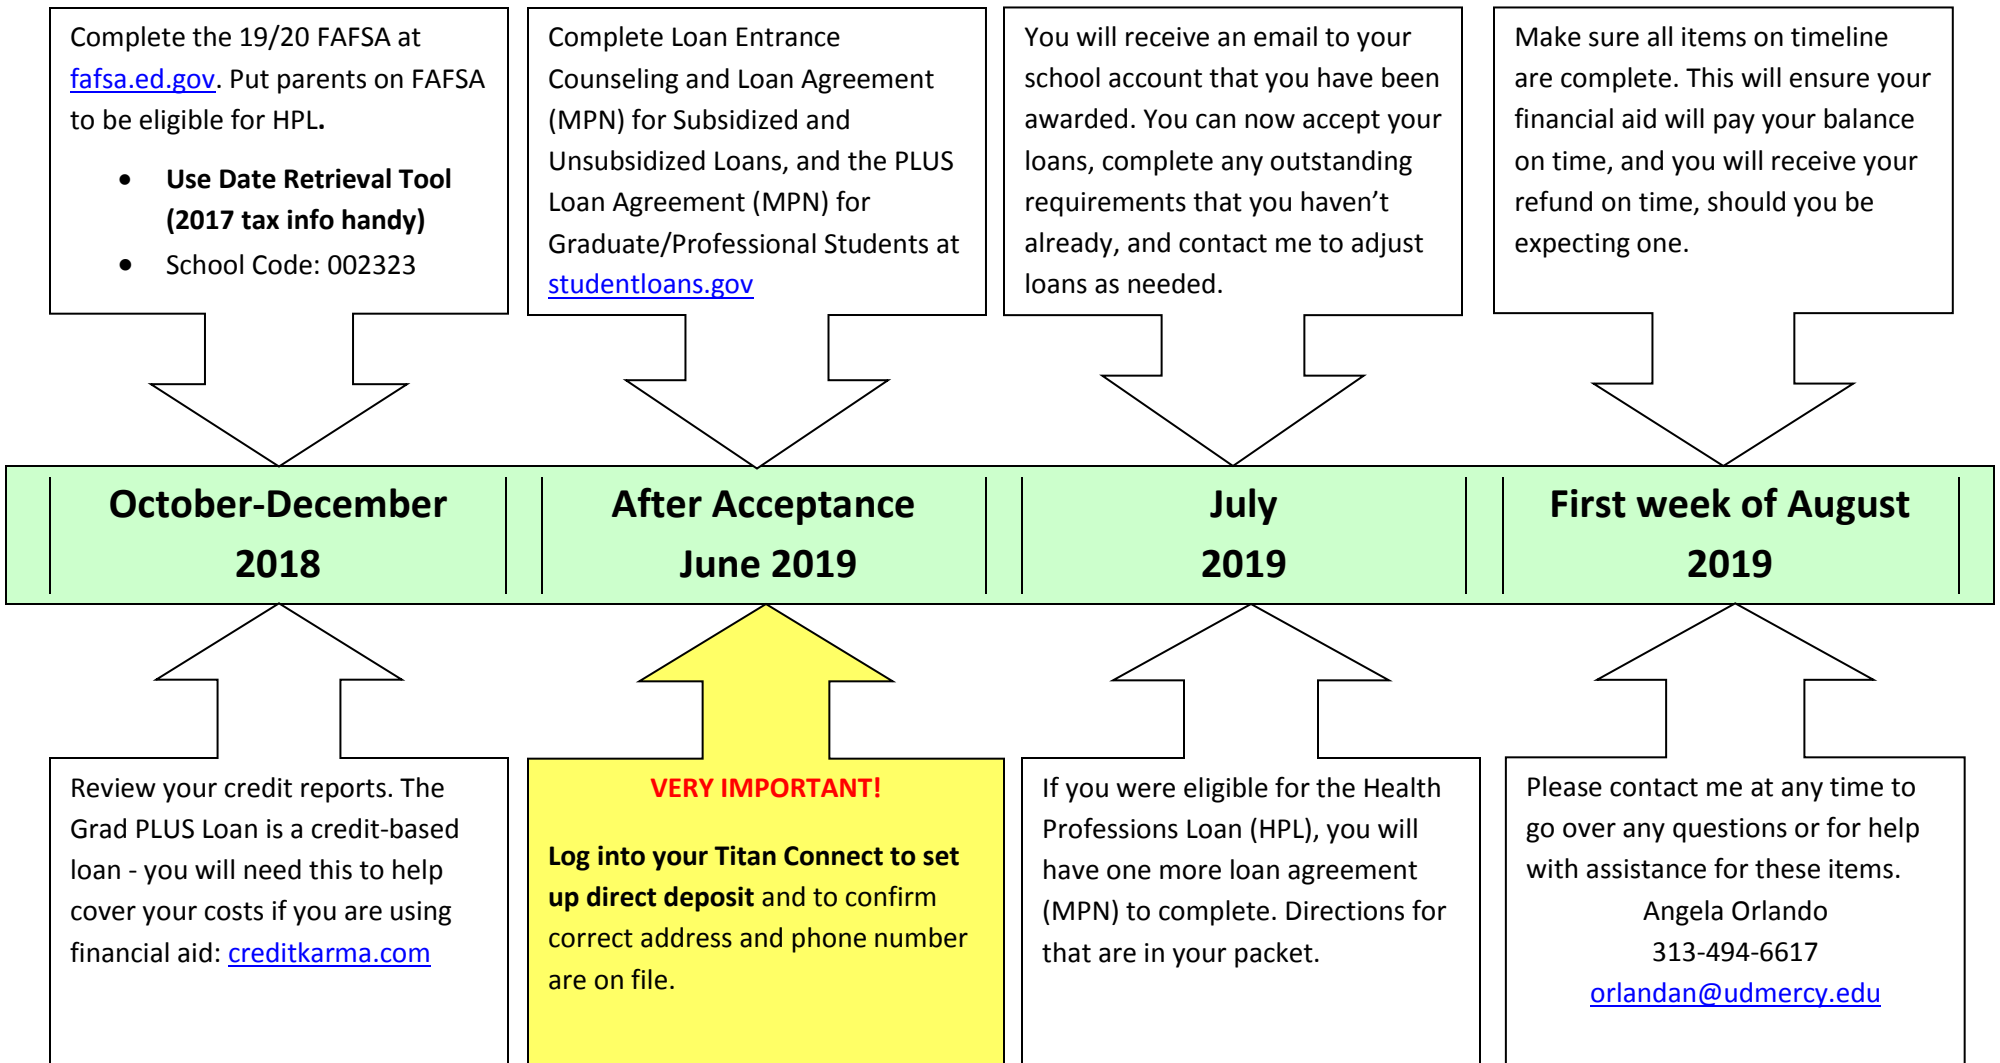 Complete the 19/20 FAFSA at
fafsa.ed.gov. Put parents on FAFSA
to be eligible for HPL.
• Use Date Retrieval Tool
(2017 tax info handy)
• School Code: 002323
Complete Loan Entrance
Counseling and Loan Agreement
(MPN) for Subsidized and
Unsubsidized Loans, and the PLUS
Loan Agreement (MPN) for
Graduate/Professional Students at
studentloans.gov
You will receive an email to your
school account that you have been
awarded. You can now accept your
loans, complete any outstanding
requirements that you haven’t
already, and contact me to adjust
loans as needed.
Make sure all items on timeline
are complete. This will ensure your
financial aid will pay your balance
on time, and you will receive your
refund on time, should you be
expecting one.
October-December
2018
After Acceptance
June 2019
July
2019
First week of August
2019
Review your credit reports. The
Grad PLUS Loan is a credit-based
loan - you will need this to help
cover your costs if you are using
financial aid: creditkarma.com
VERY IMPORTANT!
Log into your Titan Connect to set
up direct deposit and to confirm
correct address and phone number
are on file.
If you were eligible for the Health
Professions Loan (HPL), you will
have one more loan agreement
(MPN) to complete. Directions for
that are in your packet.
Please contact me at any time to
go over any questions or for help
with assistance for these items.
Angela Orlando
313-494-6617
orlandan@udmercy.edu